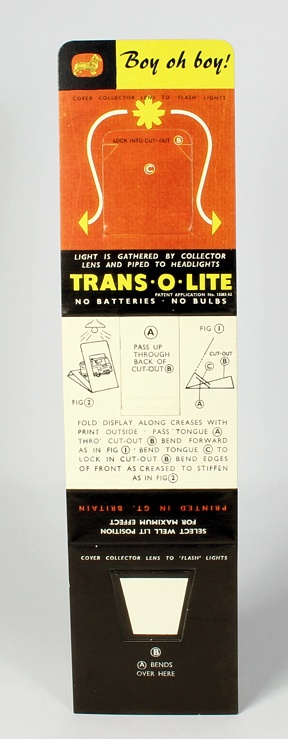 Boy oh boy!
COVER COLLECTOR LENS TO 'FLASH' LIGHTS
LOCK INTO CUT-OUT B
C
LIGHT IS GATHERED BY COLLECTOR
LENS AND PIPED TO HEADLIGHTS
TRANS·O·LITE
PATENT APPLICATION No.
NO BATTERIES · NO BULBS
A
PASS UP
THROUGH
BACK OF
CUT-OUT B
FIG 1
CUT-OUT
B
C
A
FIG 2
FOLD DISPLAY ALONG CREASES WITH
PRINT OUTSIDE · PASS TONGUE A
THRO' CUT-OUT B BEND FORWARD
AS IN FIG 1 · BEND TONGUE C TO
LOCK IN CUT-OUT B BEND EDGES
OF FRONT AS CREASED TO STIFFEN
AS IN FIG 2
PRINTED IN GT. BRITAIN
SELECT WELL LIT POSITION
FOR MAXIMUM EFFECT
COVER COLLECTOR LENS TO 'FLASH' LIGHTS
B
A BENDS
OVER HERE